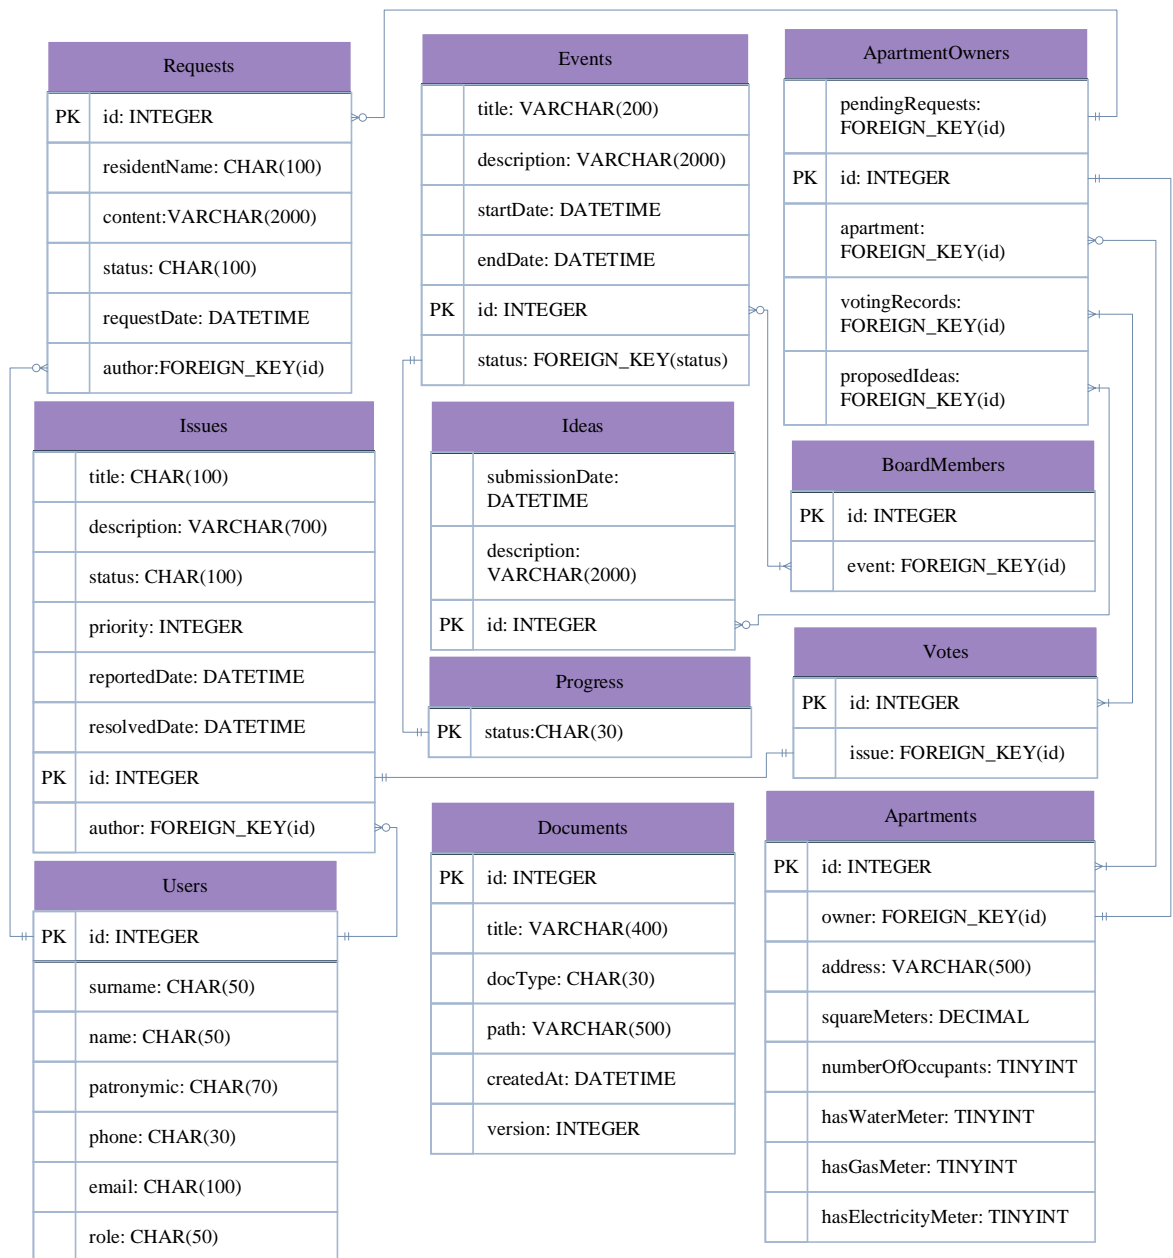 Requests
PK id: INTEGER
residentName: CHAR(100)
content:VARCHAR(2000)
status: CHAR(100)
requestDate: DATETIME
author:FOREIGN_KEY(id)
Events
title: VARCHAR(200)
description: VARCHAR(2000)
startDate: DATETIME
endDate: DATETIME
PK id: INTEGER
status: FOREIGN_KEY(status)
ApartmentOwners
pendingRequests:
FOREIGN_KEY(id)
PK id: INTEGER
apartment:
FOREIGN_KEY(id)
votingRecords:
FOREIGN_KEY(id)
proposedIdeas:
FOREIGN_KEY(id)
Issues
title: CHAR(100)
description: VARCHAR(700)
status: CHAR(100)
priority: INTEGER
reportedDate: DATETIME
resolvedDate: DATETIME
PK id: INTEGER
author: FOREIGN_KEY(id)
Ideas
submissionDate:
DATETIME
description:
VARCHAR(2000)
PK id: INTEGER
BoardMembers
PK id: INTEGER
event: FOREIGN_KEY(id)
Progress
PK status:CHAR(30)
Votes
PK id: INTEGER
issue: FOREIGN_KEY(id)
Users
PK id: INTEGER
surname: CHAR(50)
name: CHAR(50)
patronymic: CHAR(70)
phone: CHAR(30)
email: CHAR(100)
role: CHAR(50)
Documents
PK id: INTEGER
title: VARCHAR(400)
docType: CHAR(30)
path: VARCHAR(500)
createdAt: DATETIME
version: INTEGER
Apartments
PK id: INTEGER
owner: FOREIGN_KEY(id)
address: VARCHAR(500)
squareMeters: DECIMAL
numberOfOccupants: TINYINT
hasWaterMeter: TINYINT
hasGasMeter: TINYINT
hasElectricityMeter: TINYINT